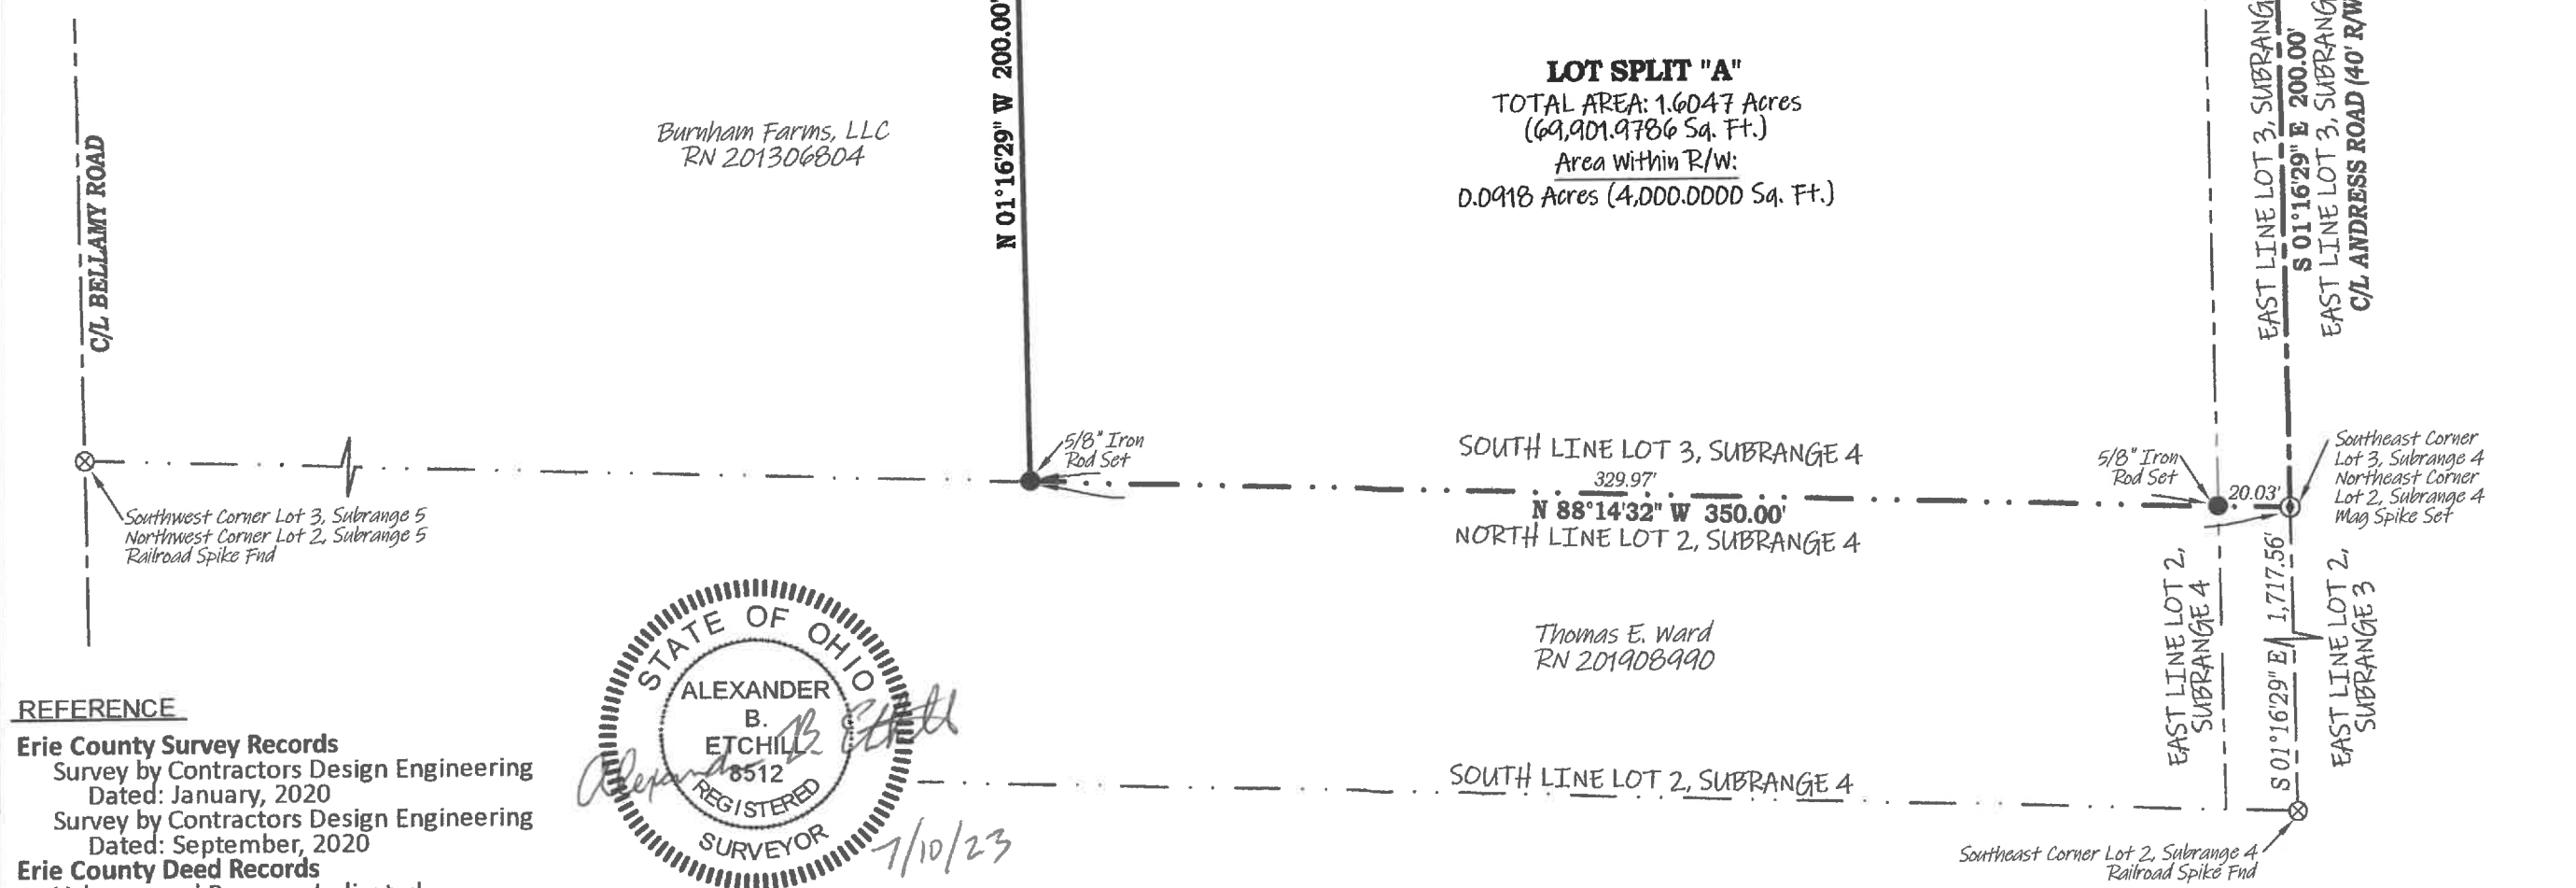 C/L BELLAMY ROAD
Burnham Farms, LLC
RN 201306804
N 01°16'29" W 200.00'
LOT SPLIT "A"
TOTAL AREA: 1.6047 Acres
(69,901.9786 Sq. Ft.)
Area Within R/W:
0.0918 Acres (4,000.0000 Sq. Ft.)
EAST LINE LOT 3, SUBRANG
S 01°16'29" E 200.00'
EAST LINE LOT 3, SUBRANG
C/L ANDRESS ROAD (40' R/W
5/8" Iron
Rod Set
SOUTH LINE LOT 3, SUBRANGE 4
329.97'
N 88°14'32" W 350.00'
NORTH LINE LOT 2, SUBRANGE 4
5/8" Iron
Rod Set
20.03'
Southeast Corner
Lot 3, Subrange 4
Northeast Corner
Lot 2, Subrange 4
Mag Spike Set
Southwest Corner Lot 3, Subrange 5
Northwest Corner Lot 2, Subrange 5
Railroad Spike Fnd
Thomas E. Ward
RN 201908990
EAST LINE LOT 2,
SUBRANGE 4
S 01°16'29" E 1,717.56'
EAST LINE LOT 2,
SUBRANGE 3
STATE OF OHIO
ALEXANDER
B.
ETCHILL
8512
REGISTERED
SURVEYOR
Alexander B Etchill
7/10/23
SOUTH LINE LOT 2, SUBRANGE 4
Southeast Corner Lot 2, Subrange 4
Railroad Spike Fnd
REFERENCE
Erie County Survey Records
Survey by Contractors Design Engineering
Dated: January, 2020
Survey by Contractors Design Engineering
Dated: September, 2020
Erie County Deed Records